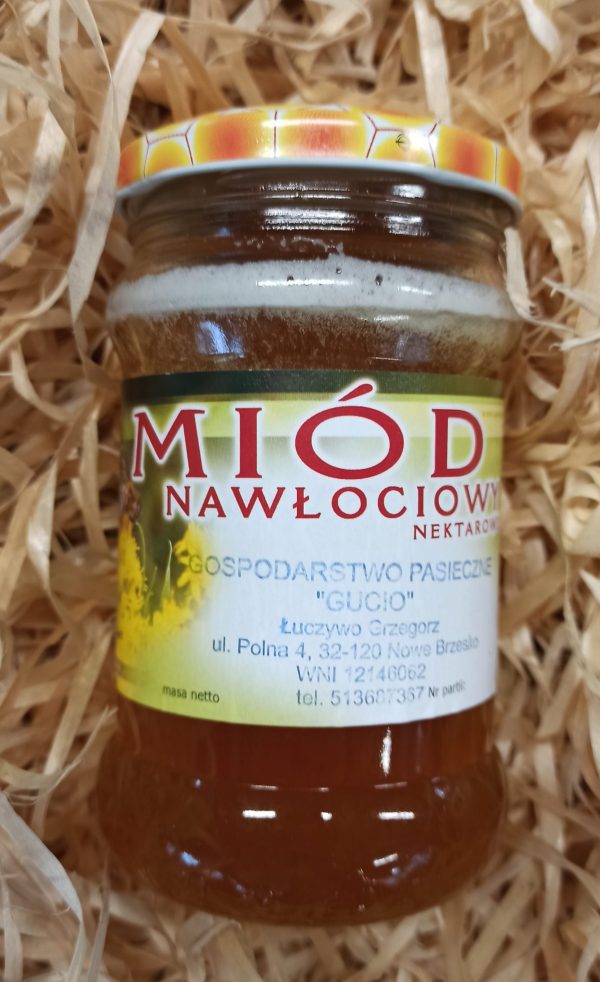 MIÓD
NAWŁOCIOWY
NEKTAROWY
GOSPODARSTWO PASIECZNE
"GUCIO"
Łuczywo Grzegorz
ul. Polna 4, 32-120 Nowe Brzesko
WNI 12146062
masa netto tel. 513607367 Nr partii: